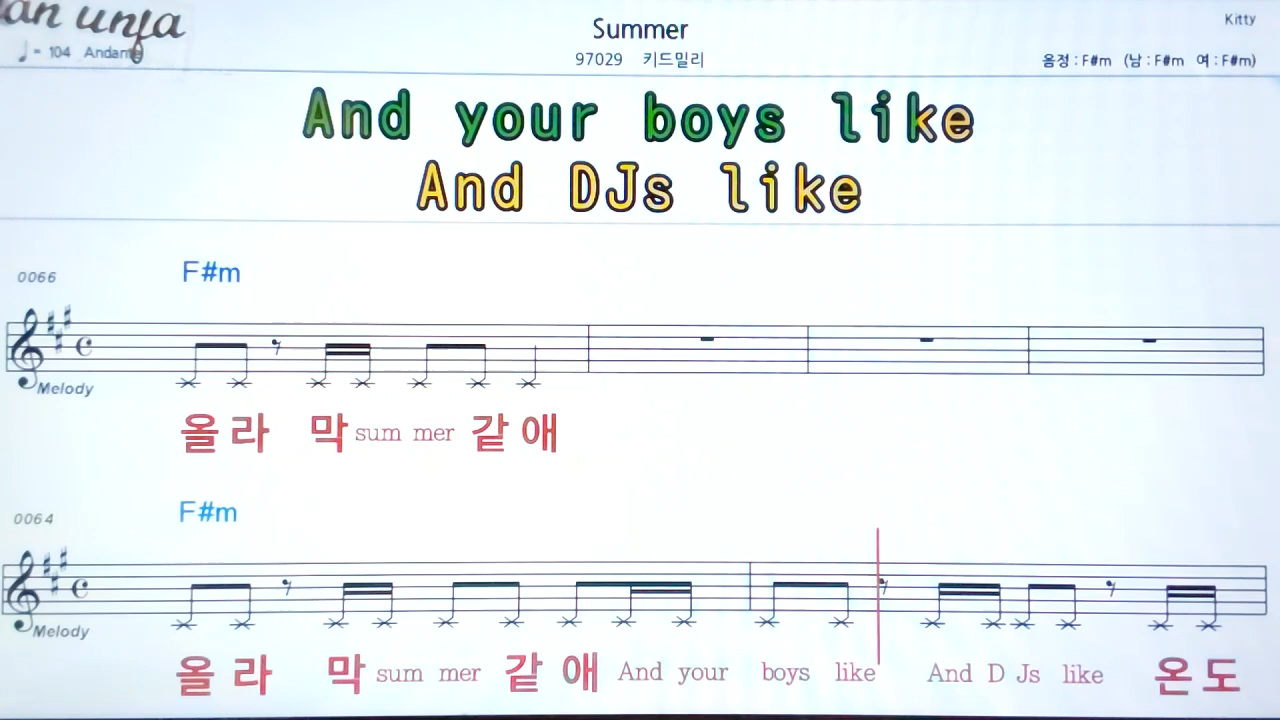 an unfa
♩= 104 Andante
Summer
97029 키드밀리
Kitty
음정 : F#m (남 : F#m 여 : F#m)
And your boys like
And DJs like
0066
F#m
Melody
올 라 막 sum mer 같 애
0064
F#m
Melody
올 라 막 sum mer 같 애 And your boys like And D Js like 온 도